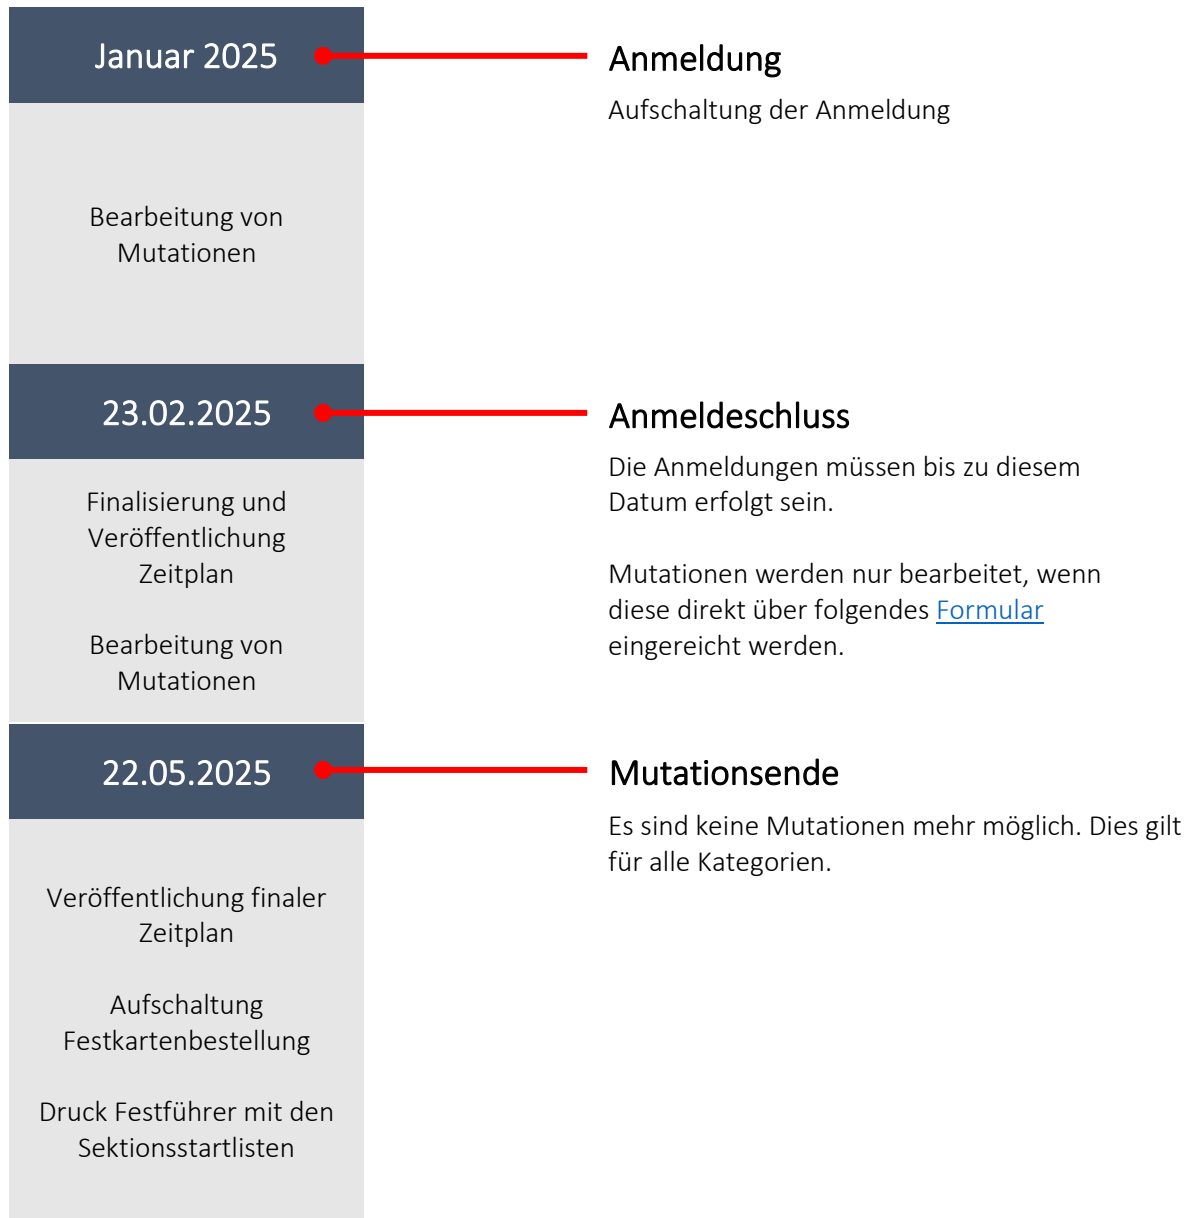 Januar 2025
Anmeldung
Aufschaltung der Anmeldung
Bearbeitung von
Mutationen
23.02.2025
Anmeldeschluss
Die Anmeldungen müssen bis zu diesem
Datum erfolgt sein.
Mutationen werden nur bearbeitet, wenn
diese direkt über folgendes Formular
eingereicht werden.
Finalisierung und
Veröffentlichung
Zeitplan
Bearbeitung von
Mutationen
22.05.2025
Mutationsende
Es sind keine Mutationen mehr möglich. Dies gilt
für alle Kategorien.
Veröffentlichung finaler
Zeitplan
Aufschaltung
Festkartenbestellung
Druck Festführer mit den
Sektionsstartlisten